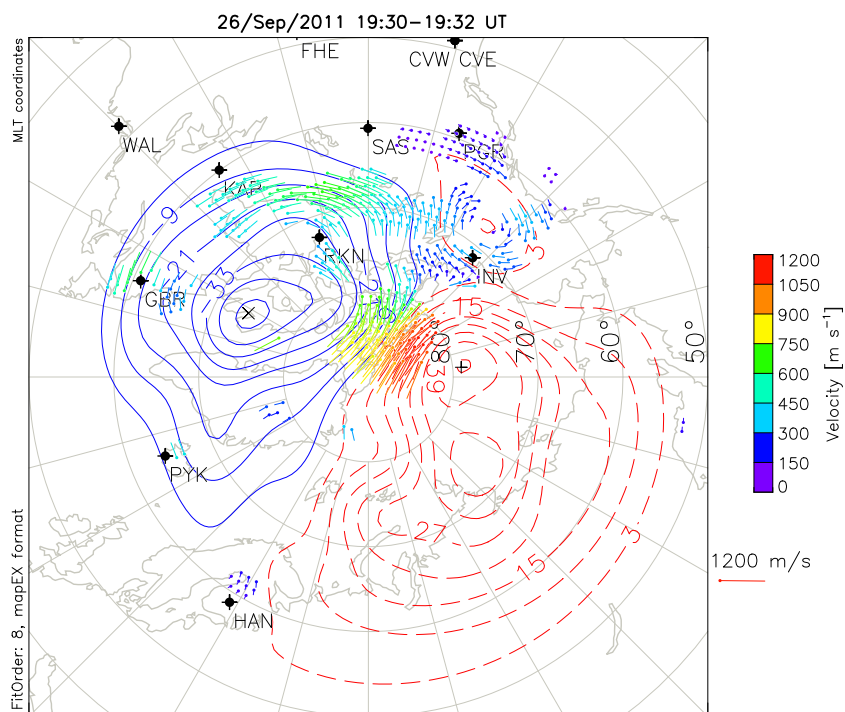 26/Sep/2011 19:30-19:32 UT
MLT coordinates
FHE
CVW CVE
WAL
SAS
PGR
KAP
9
RKN
3
INV
21
GBR
33
15
80° 70° 60° 50°
39
PYK
27
15
3
HAN
FitOrder: 8, mapEX format
1200
1050
900
750
600
450
300
150
0
Velocity [m s⁻¹]
1200 m/s